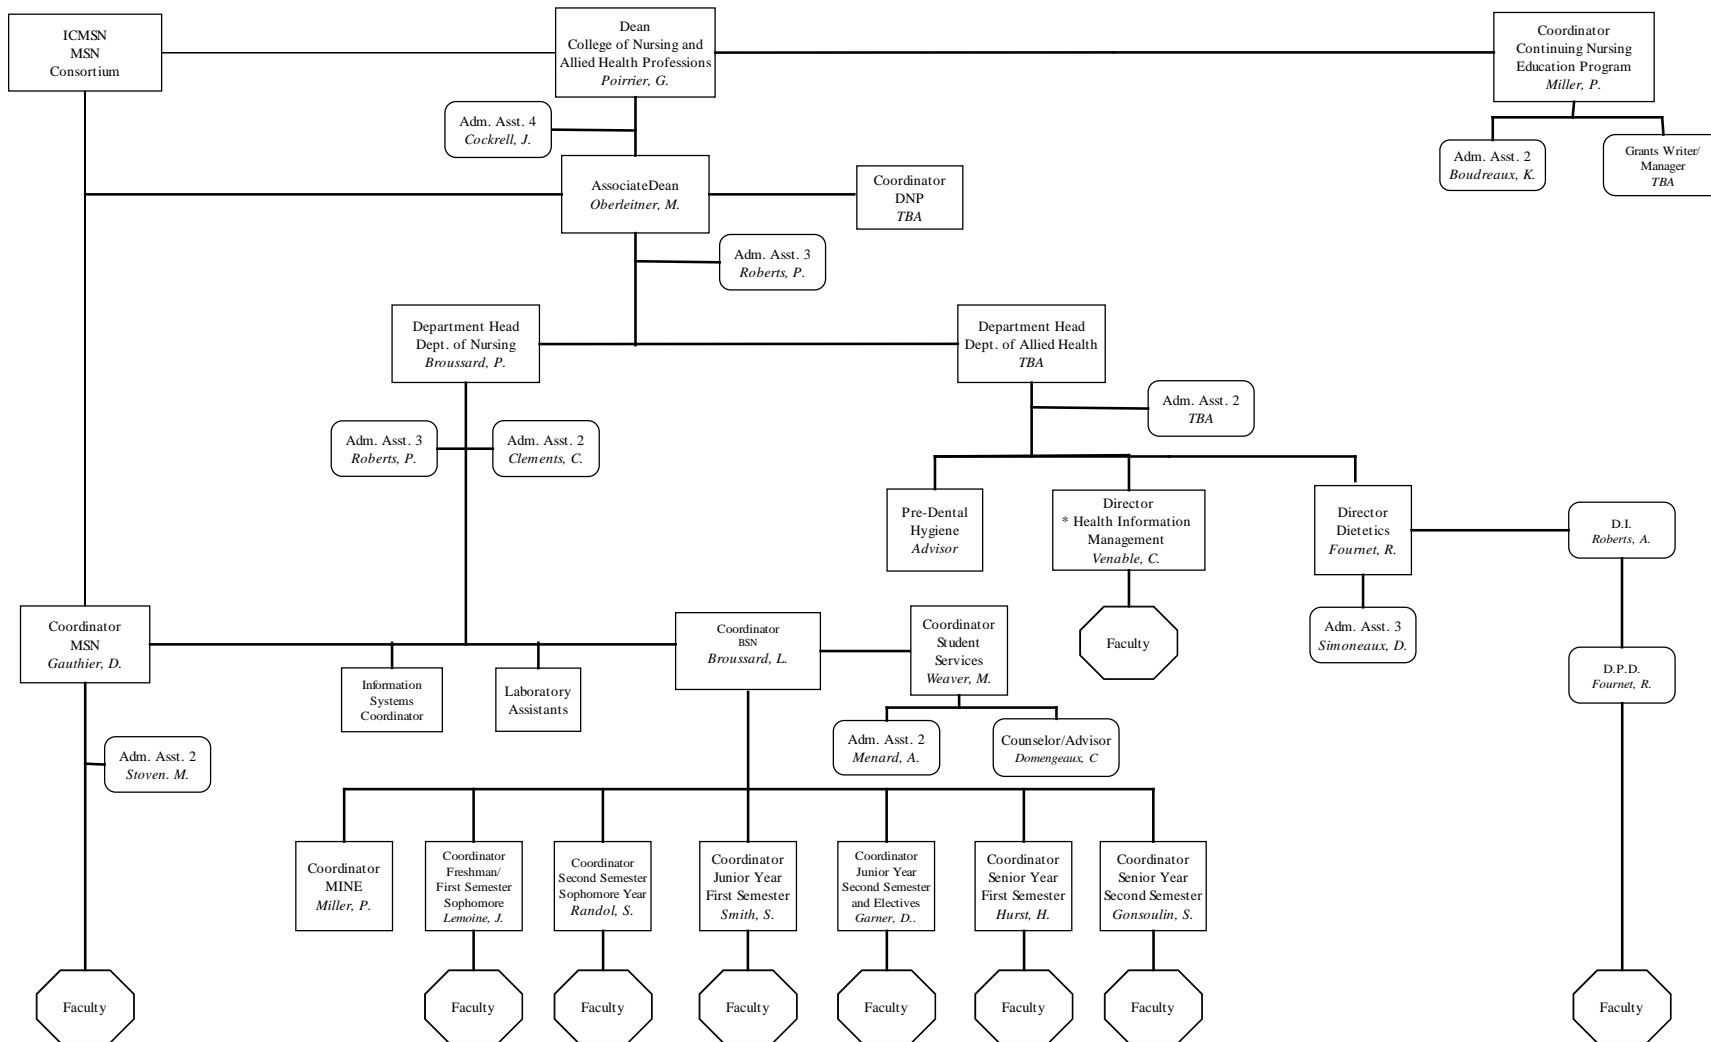 ICMSN
MSN
Consortium
Dean
College of Nursing and
Allied Health Professions
Poirrier, G.
Coordinator
Continuing Nursing
Education Program
Miller, P.
Adm. Asst. 4
Cockrell, J.
Adm. Asst. 2
Boudreaux, K.
Grants Writer/
Manager
TBA
AssociateDean
Oberleitner, M.
Coordinator
DNP
TBA
Adm. Asst. 3
Roberts, P.
Department Head
Dept. of Nursing
Broussard, P.
Department Head
Dept. of Allied Health
TBA
Adm. Asst. 2
TBA
Adm. Asst. 3
Roberts, P.
Adm. Asst. 2
Clements, C.
Pre-Dental
Hygiene
Advisor
Director
* Health Information
Management
Venable, C.
Director
Dietetics
Fournet, R.
D.I.
Roberts, A.
Coordinator
MSN
Gauthier, D.
Information
Systems
Coordinator
Laboratory
Assistants
Coordinator
BSN
Broussard, L.
Coordinator
Student
Services
Weaver, M.
Faculty
Adm. Asst. 3
Simoneaux, D.
D.P.D.
Fournet, R.
Adm. Asst. 2
Stoven. M.
Adm. Asst. 2
Menard, A.
Counselor/Advisor
Domengeaux, C
Coordinator
MINE
Miller, P.
Coordinator
Freshman/
First Semester
Sophomore
Lemoine, J.
Coordinator
Second Semester
Sophomore Year
Randol, S.
Coordinator
Junior Year
First Semester
Smith, S.
Coordinator
Junior Year
Second Semester
and Electives
Garner, D..
Coordinator
Senior Year
First Semester
Hurst, H.
Coordinator
Senior Year
Second Semester
Gonsoulin, S.
Faculty
Faculty
Faculty
Faculty
Faculty
Faculty
Faculty
Faculty